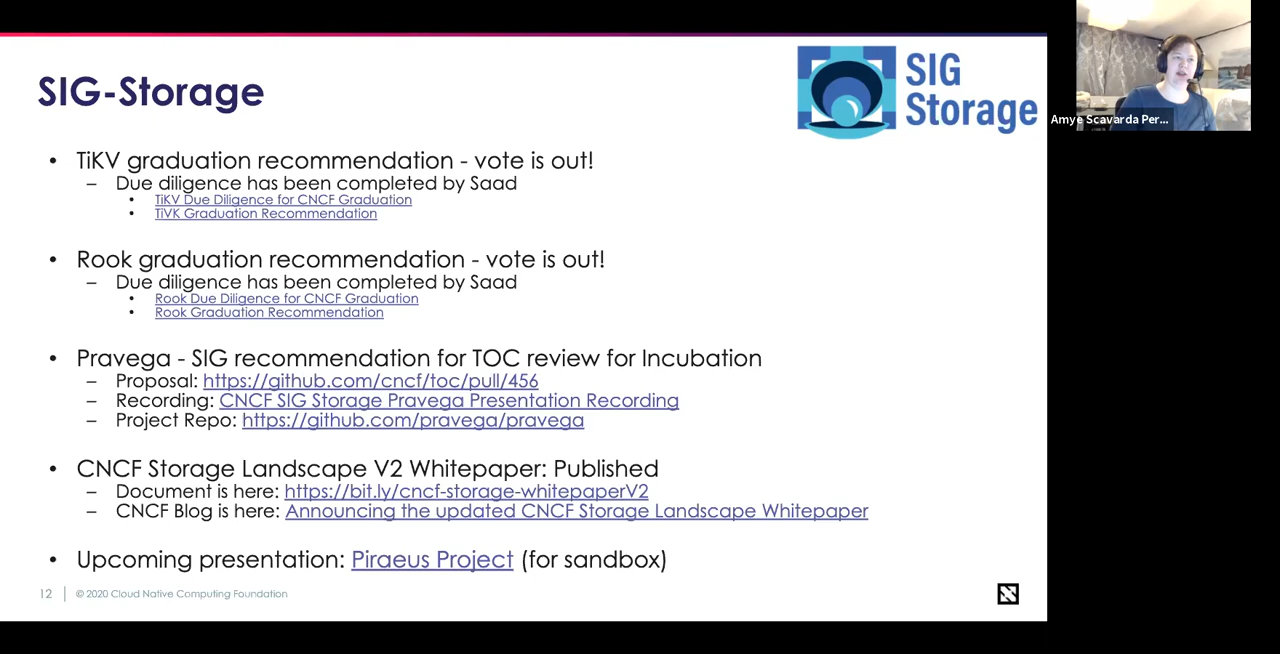 SIG-Storage
SIG
Storage
Amye Scavarda Per...
• TiKV graduation recommendation - vote is out!
– Due diligence has been completed by Saad
• TiKV Due Diligence for CNCF Graduation
• TiVK Graduation Recommendation
• Rook graduation recommendation - vote is out!
– Due diligence has been completed by Saad
• Rook Due Diligence for CNCF Graduation
• Rook Graduation Recommendation
• Pravega - SIG recommendation for TOC review for Incubation
– Proposal: https://github.com/cncf/toc/pull/456
– Recording: CNCF SIG Storage Pravega Presentation Recording
– Project Repo: https://github.com/pravega/pravega
• CNCF Storage Landscape V2 Whitepaper: Published
– Document is here: https://bit.ly/cncf-storage-whitepaperV2
– CNCF Blog is here: Announcing the updated CNCF Storage Landscape Whitepaper
• Upcoming presentation: Piraeus Project (for sandbox)
12 | © 2020 Cloud Native Computing Foundation